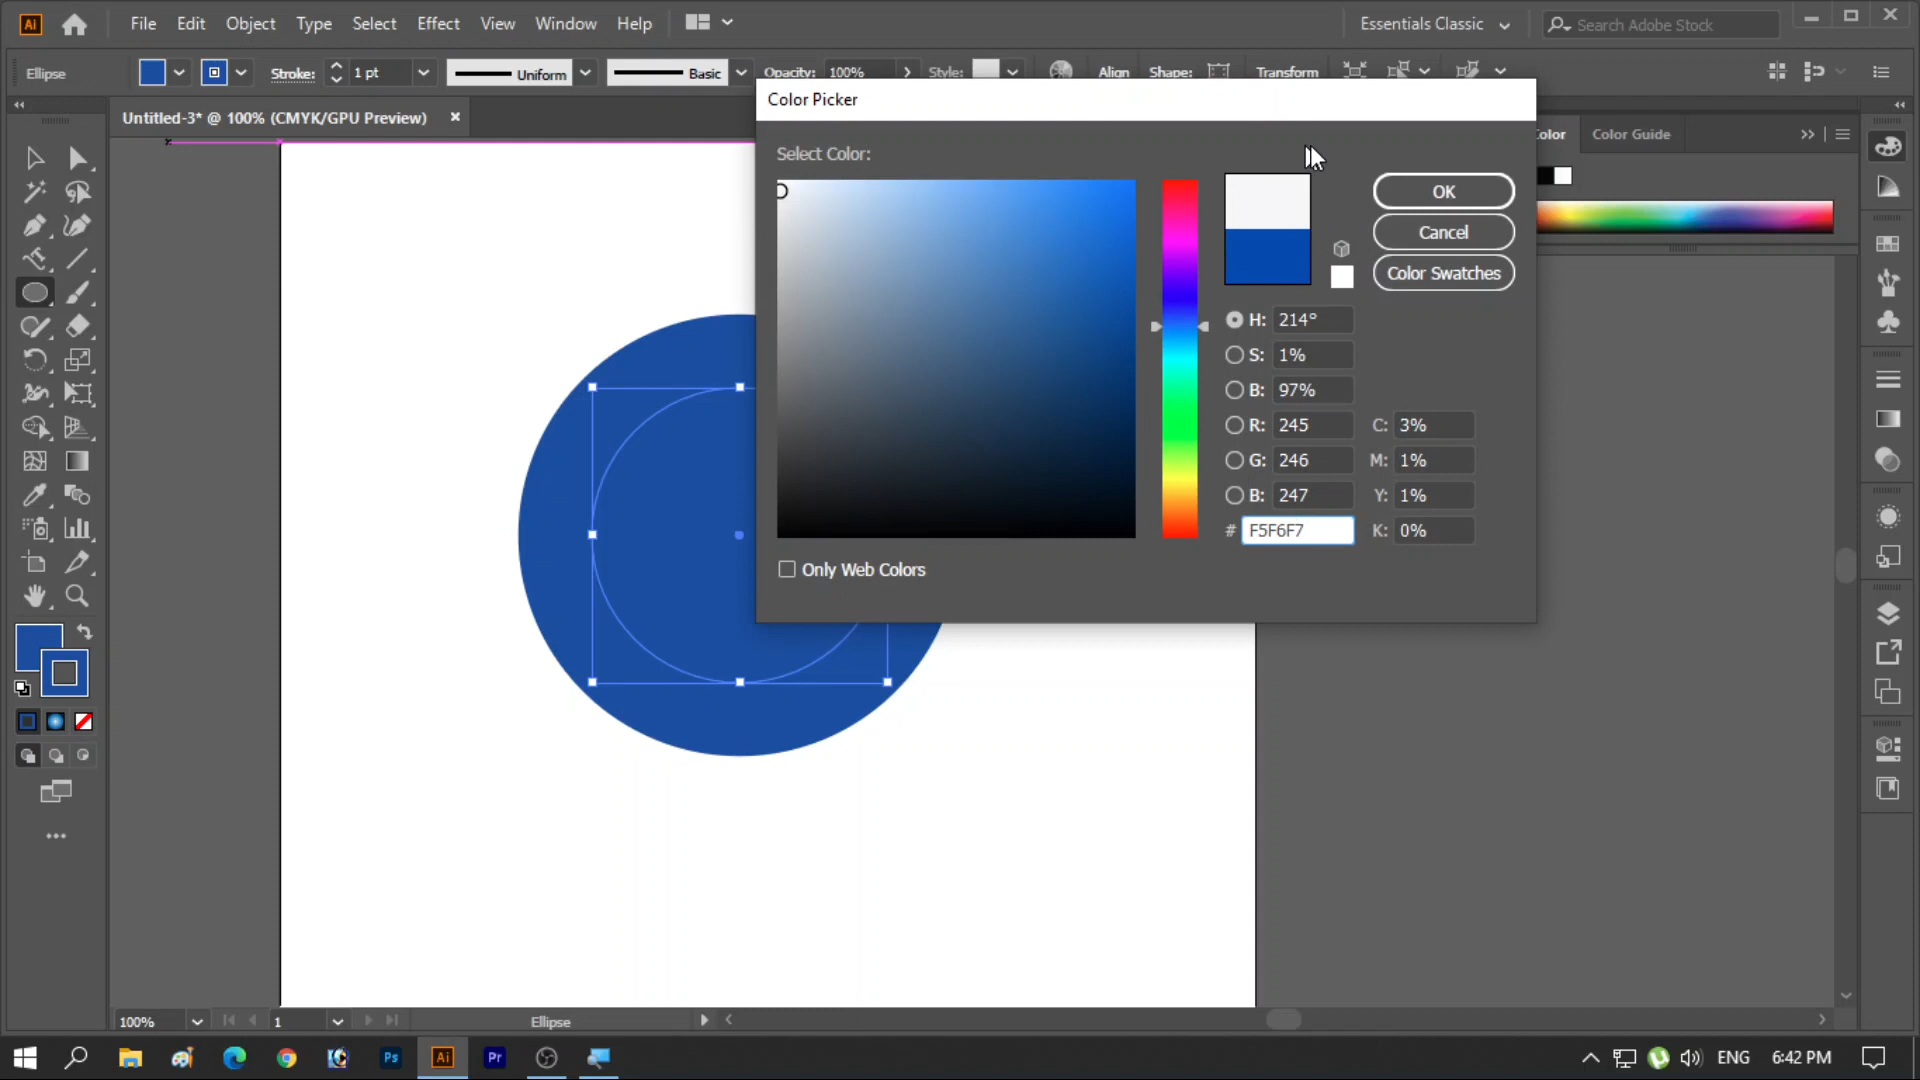 Ai File Edit Object Type Select Effect View Window Help Essentials Classic Search Adobe Stock
Ellipse Stroke: 1 pt Uniform Basic Opacity: 100% Style: Align Shape: Transform
Untitled-3* @ 100% (CMYK/GPU Preview)
Color Picker
Color Guide
Select Color:
OK
Cancel
Color Swatches
H: 214°
S: 1%
B: 97%
R: 245 C: 3%
G: 246 M: 1%
B: 247 Y: 1%
# F5F6F7 K: 0%
Only Web Colors
100% 1 Ellipse
Ps Ai Pr ENG 6:42 PM